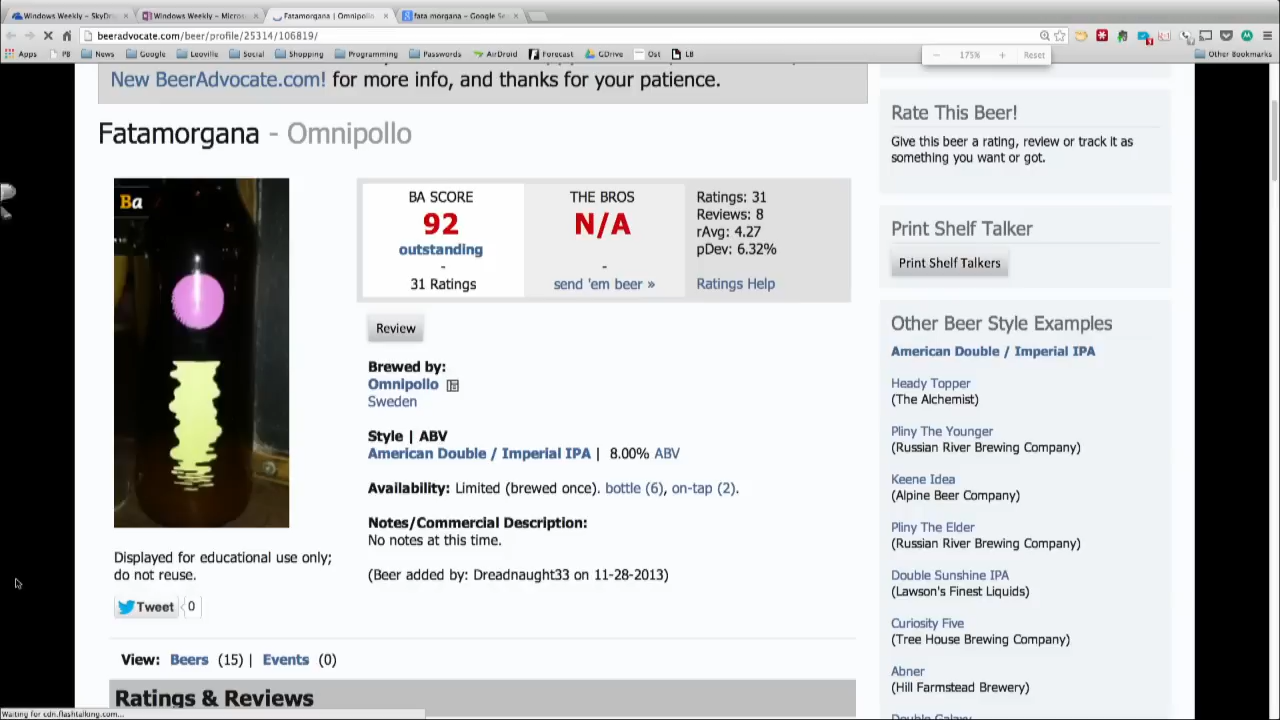 Windows Weekly – SkyDr
Windows Weekly - Micros
Fatamorgana | Omnipollo
fata morgana - Google Se
beeradvocate.com/beer/profile/25314/106819/
Apps
PB
News
Google
Leoville
Social
Shopping
Programming
Passwords
AirDroid
Forecast
GDrive
Ost
LB
Other Bookmarks
175%
Reset
New BeerAdvocate.com! for more info, and thanks for your patience.
Fatamorgana - Omnipollo
Ba
BA SCORE
92
outstanding
-
31 Ratings
THE BROS
N/A
-
send 'em beer »
Ratings: 31
Reviews: 8
rAvg: 4.27
pDev: 6.32%
Ratings Help
Review
Brewed by:
Omnipollo
Sweden
Style | ABV
American Double / Imperial IPA | 8.00% ABV
Availability: Limited (brewed once). bottle (6), on-tap (2).
Notes/Commercial Description:
No notes at this time.
(Beer added by: Dreadnaught33 on 11-28-2013)
Displayed for educational use only;
do not reuse.
Tweet 0
View: Beers (15) | Events (0)
Ratings & Reviews
Rate This Beer!
Give this beer a rating, review or track it as
something you want or got.
Print Shelf Talker
Print Shelf Talkers
Other Beer Style Examples
American Double / Imperial IPA
Heady Topper
(The Alchemist)
Pliny The Younger
(Russian River Brewing Company)
Keene Idea
(Alpine Beer Company)
Pliny The Elder
(Russian River Brewing Company)
Double Sunshine IPA
(Lawson's Finest Liquids)
Curiosity Five
(Tree House Brewing Company)
Abner
(Hill Farmstead Brewery)
Double Galaxy
Waiting for cdn.flashtalking.com...